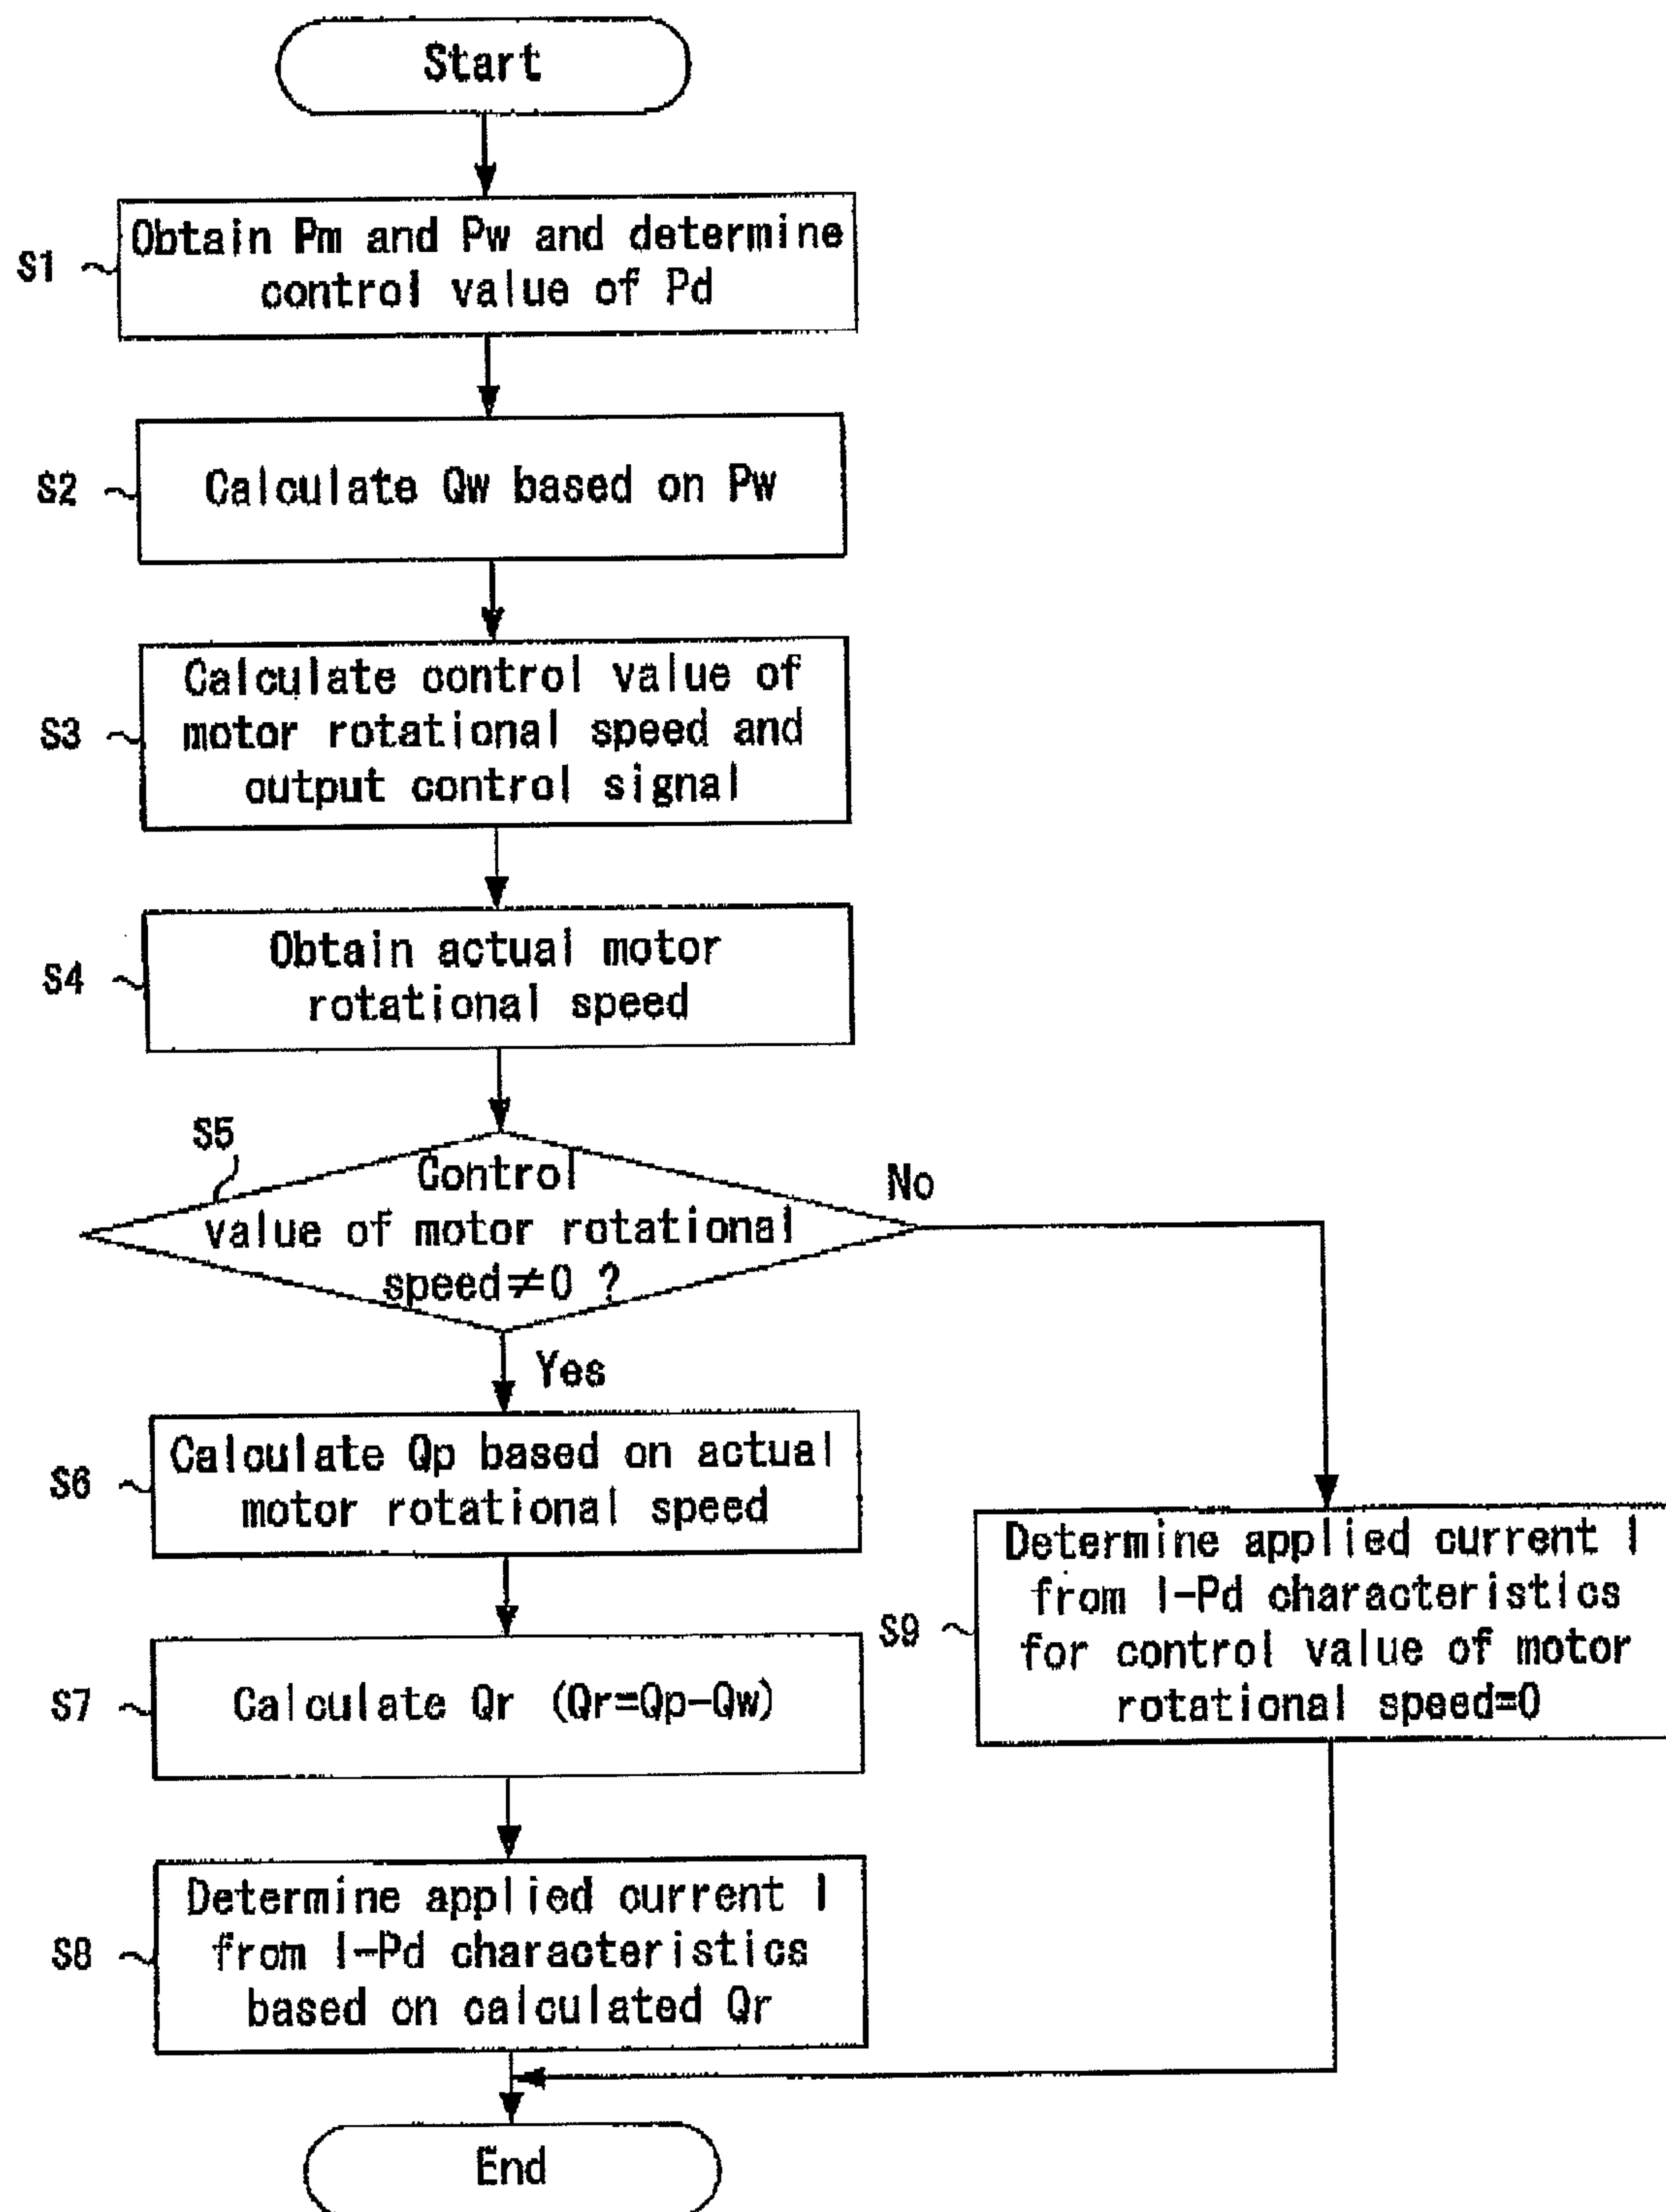 Start
S1
Obtain Pm and Pw and determine
control value of Pd
S2
Calculate Qw based on Pw
S3
Calculate control value of
motor rotational speed and
output control signal
S4
Obtain actual motor
rotational speed
S5
Control
value of motor rotational
speed≠0 ?
No
Yes
S6
Calculate Qp based on actual
motor rotational speed
S7
Calculate Qr (Qr=Qp-Qw)
S8
Determine applied current I
from I-Pd characteristics
based on calculated Qr
S9
Determine applied current I
from I-Pd characteristics
for control value of motor
rotational speed=0
End